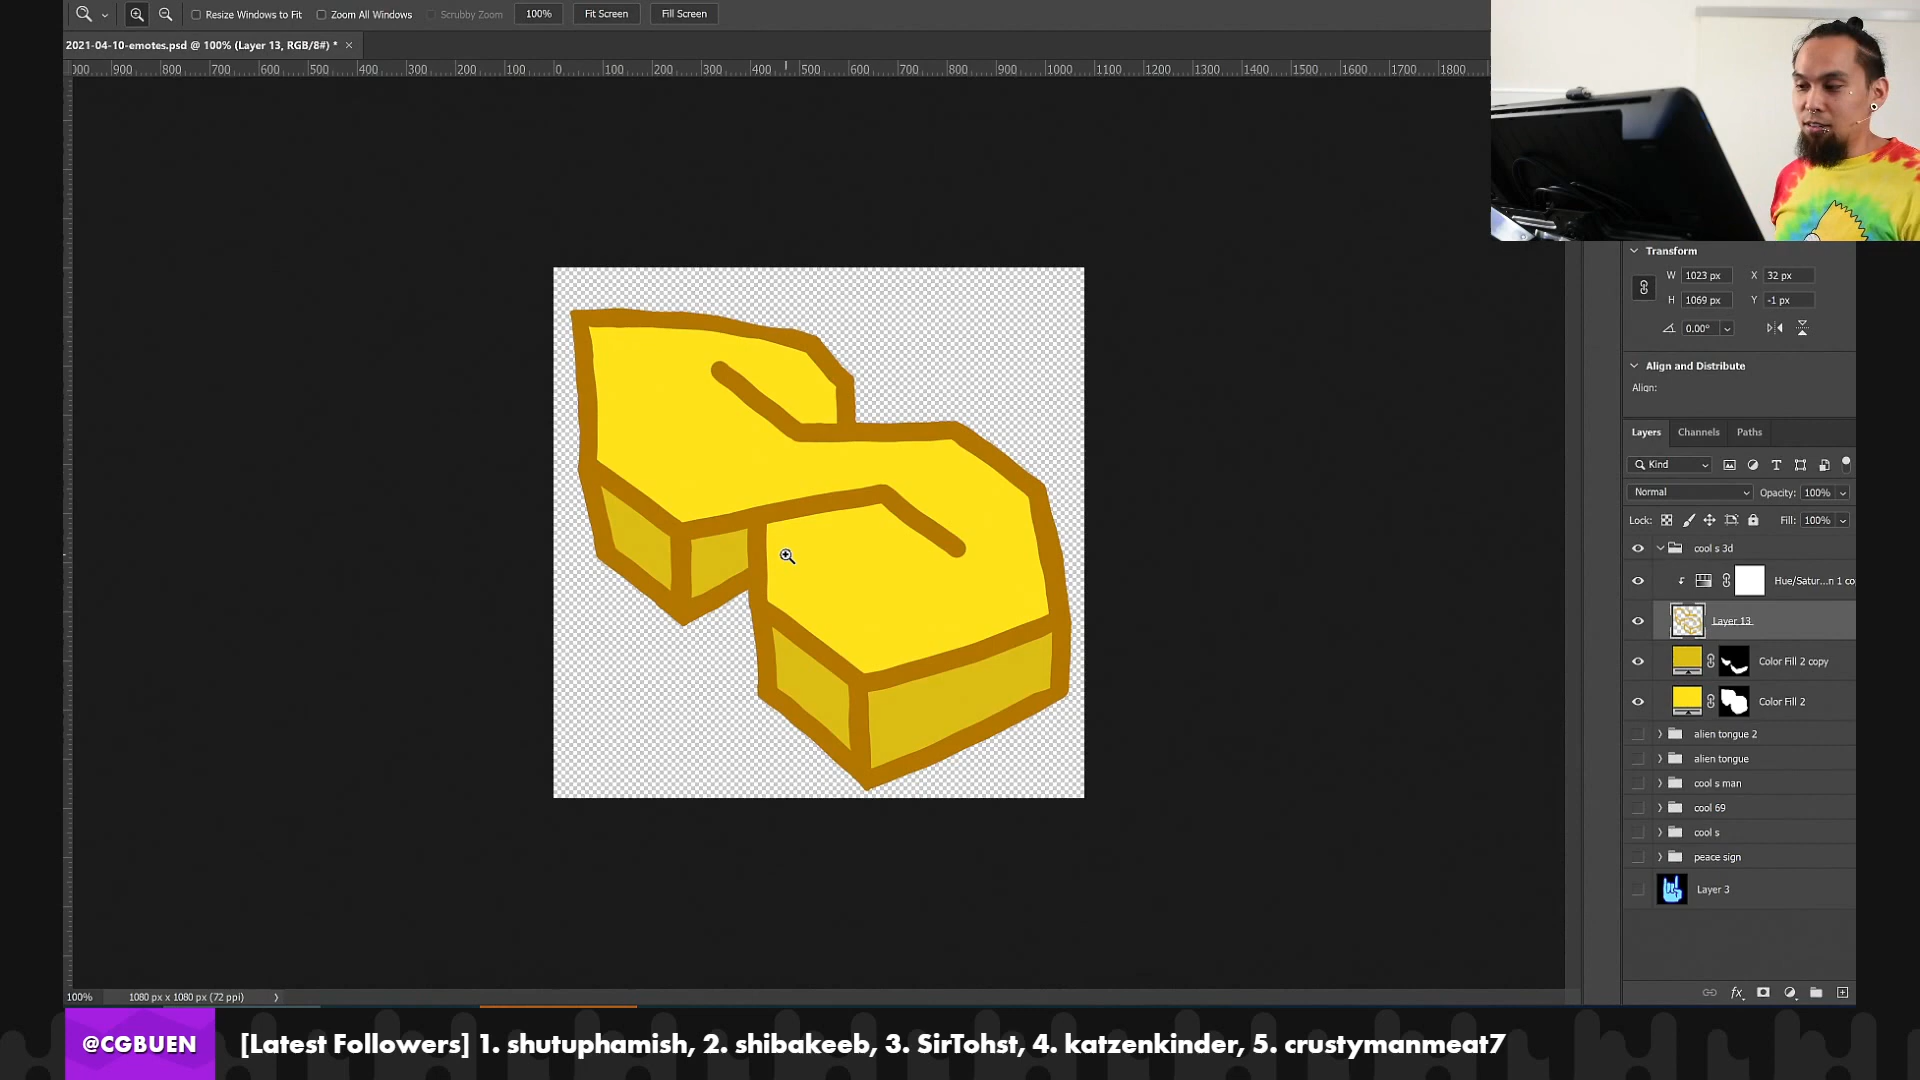 Resize Windows to Fit
Zoom All Windows
Scrubby Zoom
100%
Fit Screen
Fill Screen
2021-04-10-emotes.psd @ 100% (Layer 13, RGB/8#) *
900 800 700 600 500 400 300 200 100 0 100 200 300 400 500 600 700 800 900 1000 1100 1200 1300 1400 1500 1600 1700 1800
Transform
W 1023 px X 32 px
H 1069 px Y -1 px
0.00°
Align and Distribute
Align:
Layers Channels Paths
Kind
Normal Opacity: 100%
Lock: Fill: 100%
cool s 3d
Hue/Satur...n 1 co
Layer 13
Color Fill 2 copy
Color Fill 2
alien tongue 2
alien tongue
cool s man
cool 69
cool s
peace sign
Layer 3
fx
100% 1080 px x 1080 px (72 ppi)
@CGBUEN [Latest Followers] 1. shutuphamish, 2. shibakeeb, 3. SirTohst, 4. katzenkinder, 5. crustymanmeat7